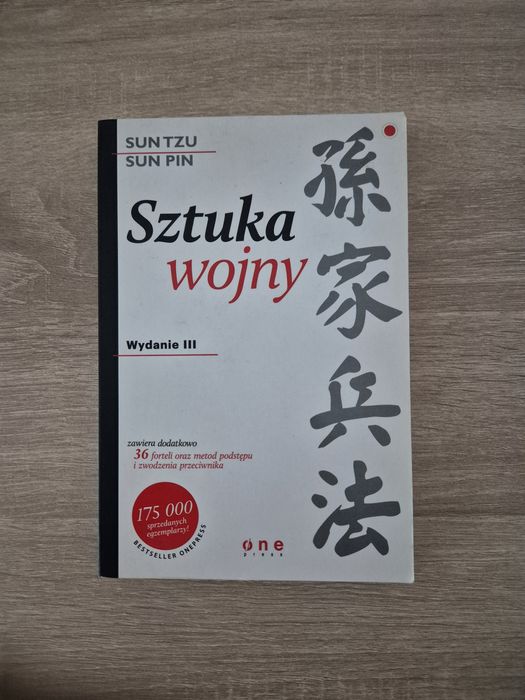 SUN TZU
SUN PIN
Sztuka
wojny
孫家兵法
Wydanie III
zawiera dodatkowo
36 forteli oraz metod podstępu
i zwodzenia przeciwnika
175 000
sprzedanych
egzemplarzy!
BESTSELLER ONEPRESS
one
press